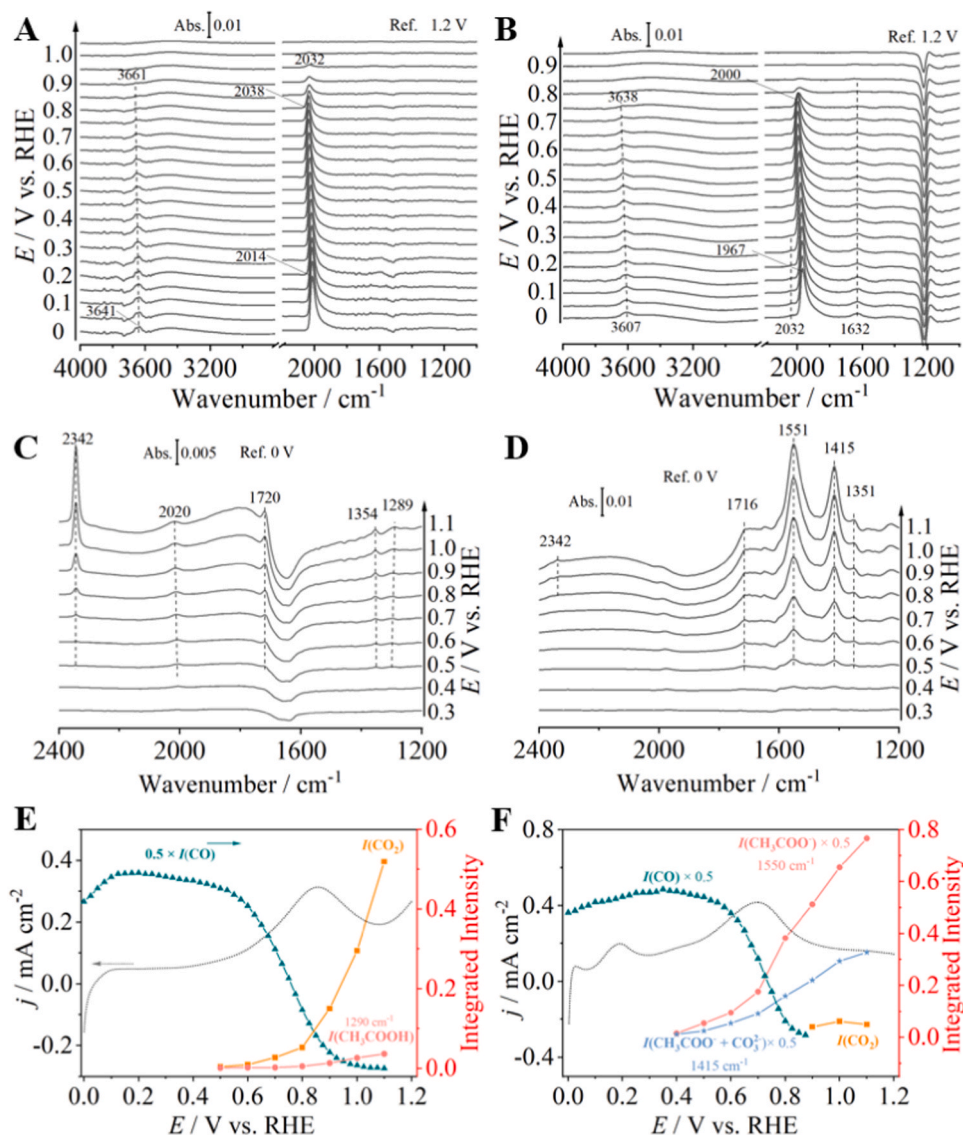 A
Abs. 0.01
Ref. 1.2 V
1.0
0.9
0.8
0.7
0.6
0.5
0.4
0.3
0.2
0.1
0
E / V vs. RHE
3661
3641
2032
2038
2014
4000 3600 3200 2000 1600 1200
Wavenumber / cm⁻¹
B
Abs. 0.01
Ref. 1.2 V
0.9
0.8
0.7
0.6
0.5
0.4
0.3
0.2
0.1
0
E / V vs. RHE
2000
3638
1967
3607
2032
1632
4000 3600 3200 2000 1600 1200
Wavenumber / cm⁻¹
C
2342
Abs. 0.005
Ref. 0 V
2020
1720
1354
1289
1.1
1.0
0.9
0.8
0.7
0.6
0.5
0.4
0.3
E / V vs. RHE
2400 2000 1600 1200
Wavenumber / cm⁻¹
D
Abs. 0.01
Ref. 0 V
2342
1716
1551
1415
1351
1.1
1.0
0.9
0.8
0.7
0.6
0.5
0.4
0.3
E / V vs. RHE
2400 2000 1600 1200
Wavenumber / cm⁻¹
E
0.4
0.2
0.0
-0.2
j / mA cm⁻²
0.5 × I(CO)
I(CO₂)
1290 cm⁻¹
I(CH₃COOH)
0.6
0.5
0.4
0.3
0.2
0.1
0.0
Integrated Intensity
0.0 0.2 0.4 0.6 0.8 1.0 1.2
E / V vs. RHE
F
0.8
0.4
0.0
-0.4
j / mA cm⁻²
I(CH₃COO⁻) × 0.5
1550 cm⁻¹
I(CO) × 0.5
I(CH₃COO⁻ + CO₃²⁻) × 0.5
1415 cm⁻¹
I(CO₂)
0.8
0.6
0.4
0.2
0.0
Integrated Intensity
0.0 0.2 0.4 0.6 0.8 1.0 1.2
E / V vs. RHE